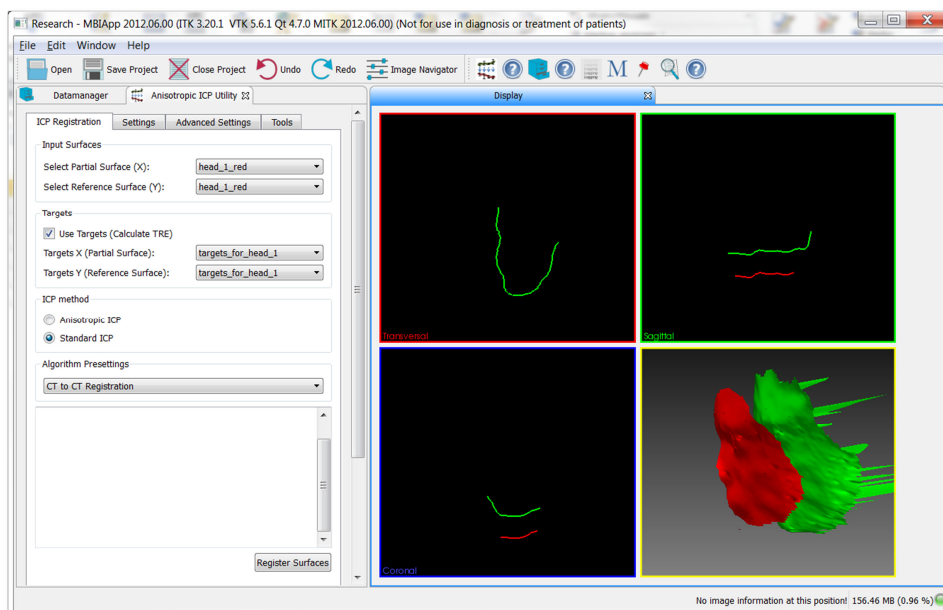 Research - MBIApp 2012.06.00 (ITK 3.20.1 VTK 5.6.1 Qt 4.7.0 MITK 2012.06.00) (Not for use in diagnosis or treatment of patients)
File Edit Window Help
Open Save Project Close Project Undo Redo Image Navigator M
Datamanager Anisotropic ICP Utility Display
ICP Registration Settings Advanced Settings Tools
Input Surfaces
Select Partial Surface (X): head_1_red
Select Reference Surface (Y): head_1_red
Targets
Use Targets (Calculate TRE)
Targets X (Partial Surface): targets_for_head_1
Targets Y (Reference Surface): targets_for_head_1
ICP method
Anisotropic ICP
Standard ICP
Algorithm Presettings
CT to CT Registration
Register Surfaces
Transversal
Sagittal
Coronal
No image information at this position! 156.46 MB (0.96 %)